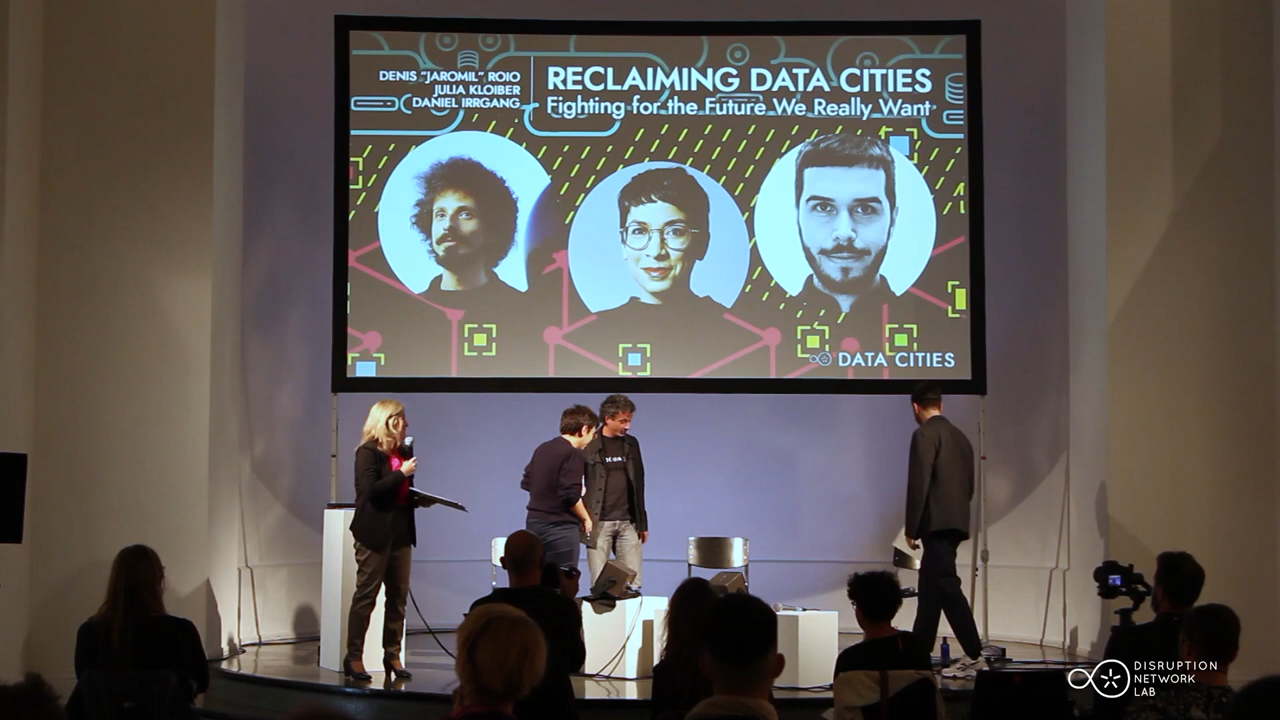 DENIS "JAROMIL" ROIO
JULIA KLOIBER
DANIEL IRRGANG
RECLAIMING DATA CITIES
Fighting for the Future We Really Want
DATA CITIES
DISRUPTION
NETWORK
LAB